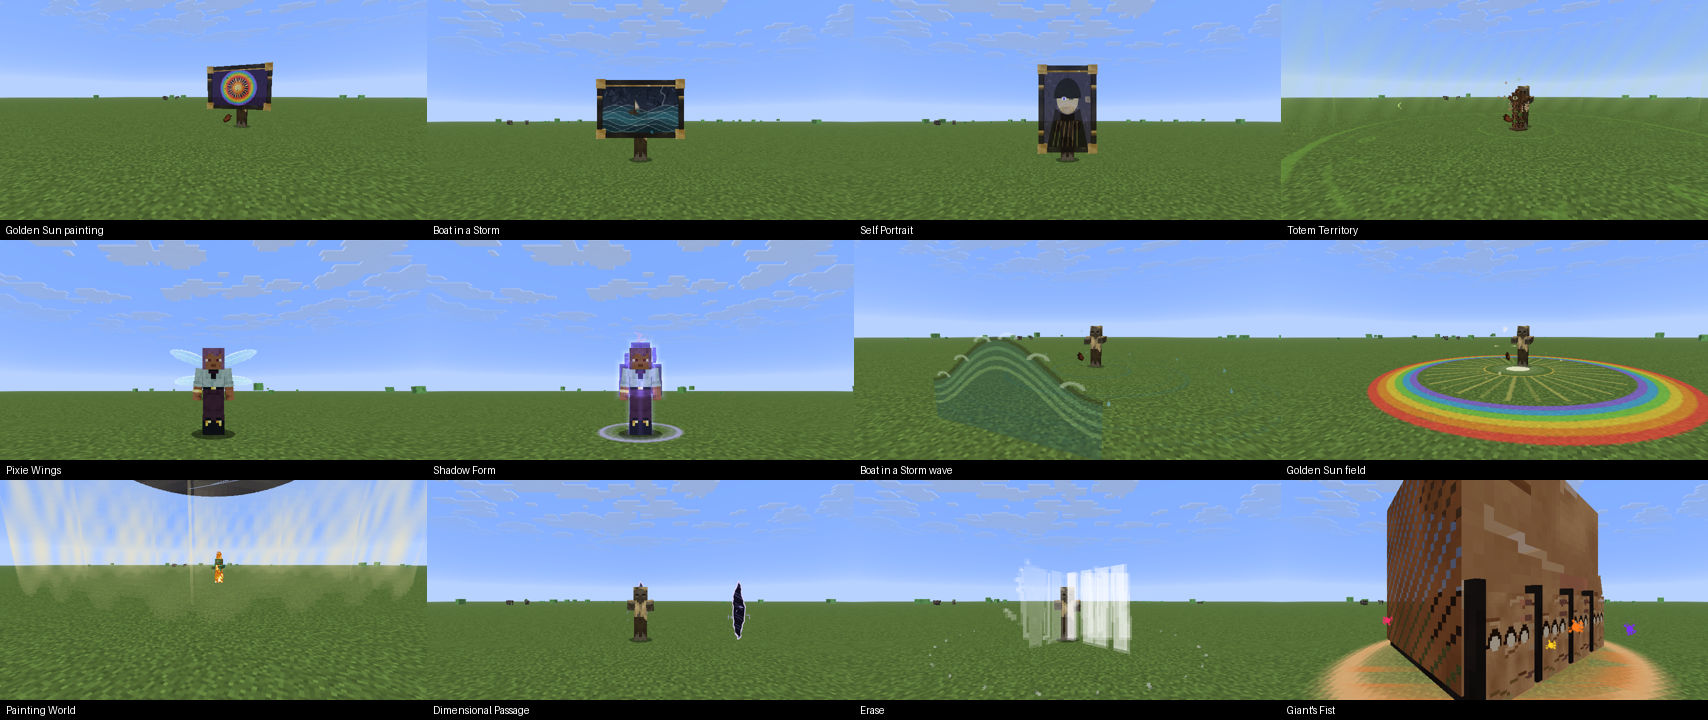 Golden Sun painting
Boat in a Storm
Self Portrait
Totem Territory
Pixie Wings
Shadow Form
Boat in a Storm wave
Golden Sun field
Painting World
Dimensional Passage
Erase
Giant's Fist